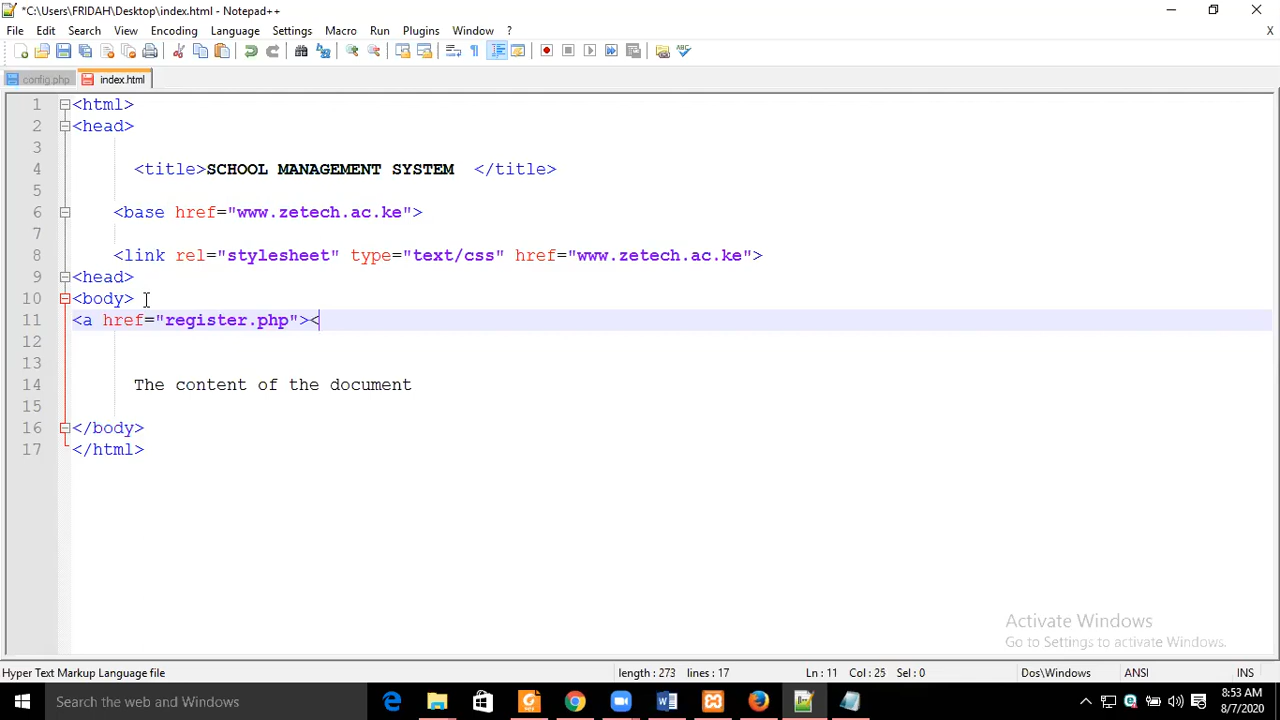 *C:\Users\FRIDAH\Desktop\index.html - Notepad++
File Edit Search View Encoding Language Settings Macro Run Plugins Window ? X
config.php index.html
1 <html>
2 <head>
3
4 <title>SCHOOL MANAGEMENT SYSTEM </title>
5
6 <base href="www.zetech.ac.ke">
7
8 <link rel="stylesheet" type="text/css" href="www.zetech.ac.ke">
9 <head>
10 <body>
11 <a href="register.php"><
12
13
14 The content of the document
15
16 </body>
17 </html>
Activate Windows
Go to Settings to activate Windows.
Hyper Text Markup Language file length : 273 lines : 17 Ln : 11 Col : 25 Sel : 0 Dos\Windows ANSI INS
Search the web and Windows
8:53 AM
8/7/2020